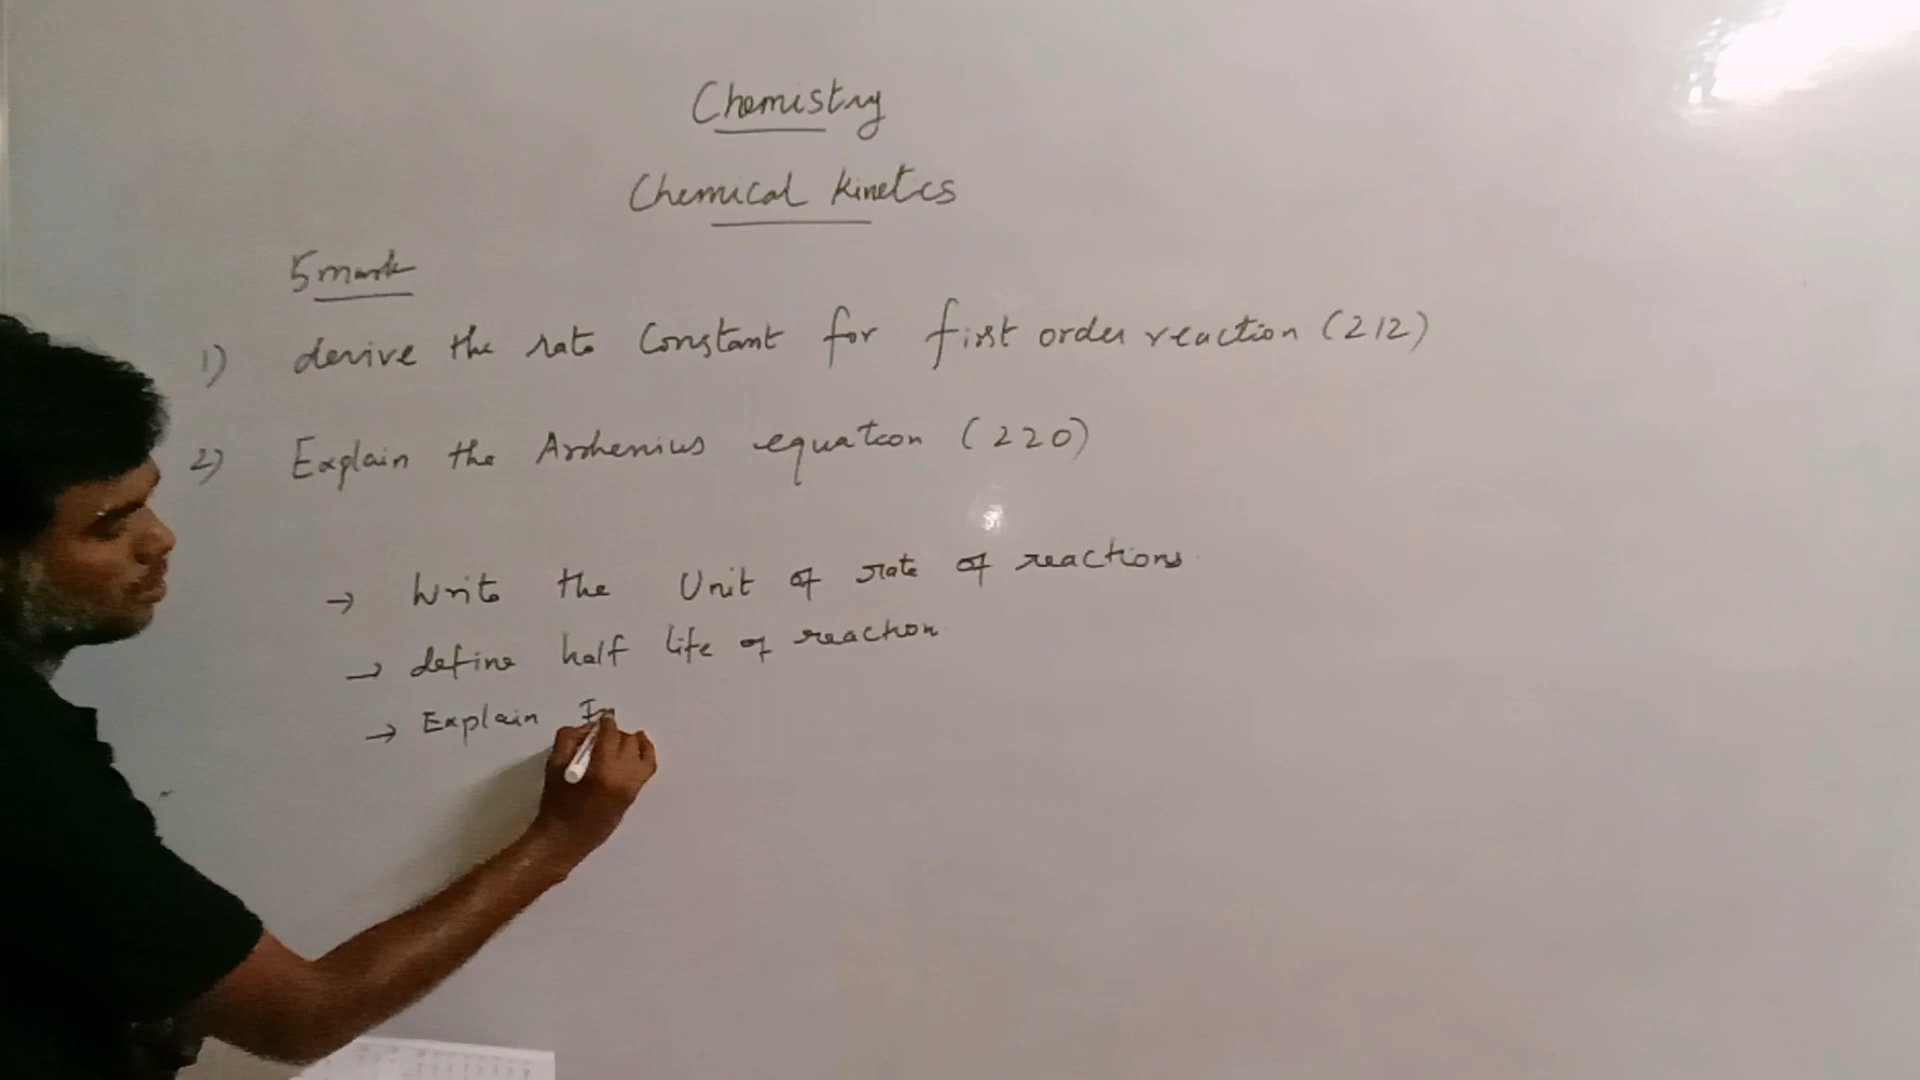 Chemistry
Chemical kinetics
5 mark
1) derive the rate Constant for first order reaction (212)
2) Explain the Arrhenius equation (220)
→ Write the Unit of rate of reactions
→ define half life of reaction
→ Explain